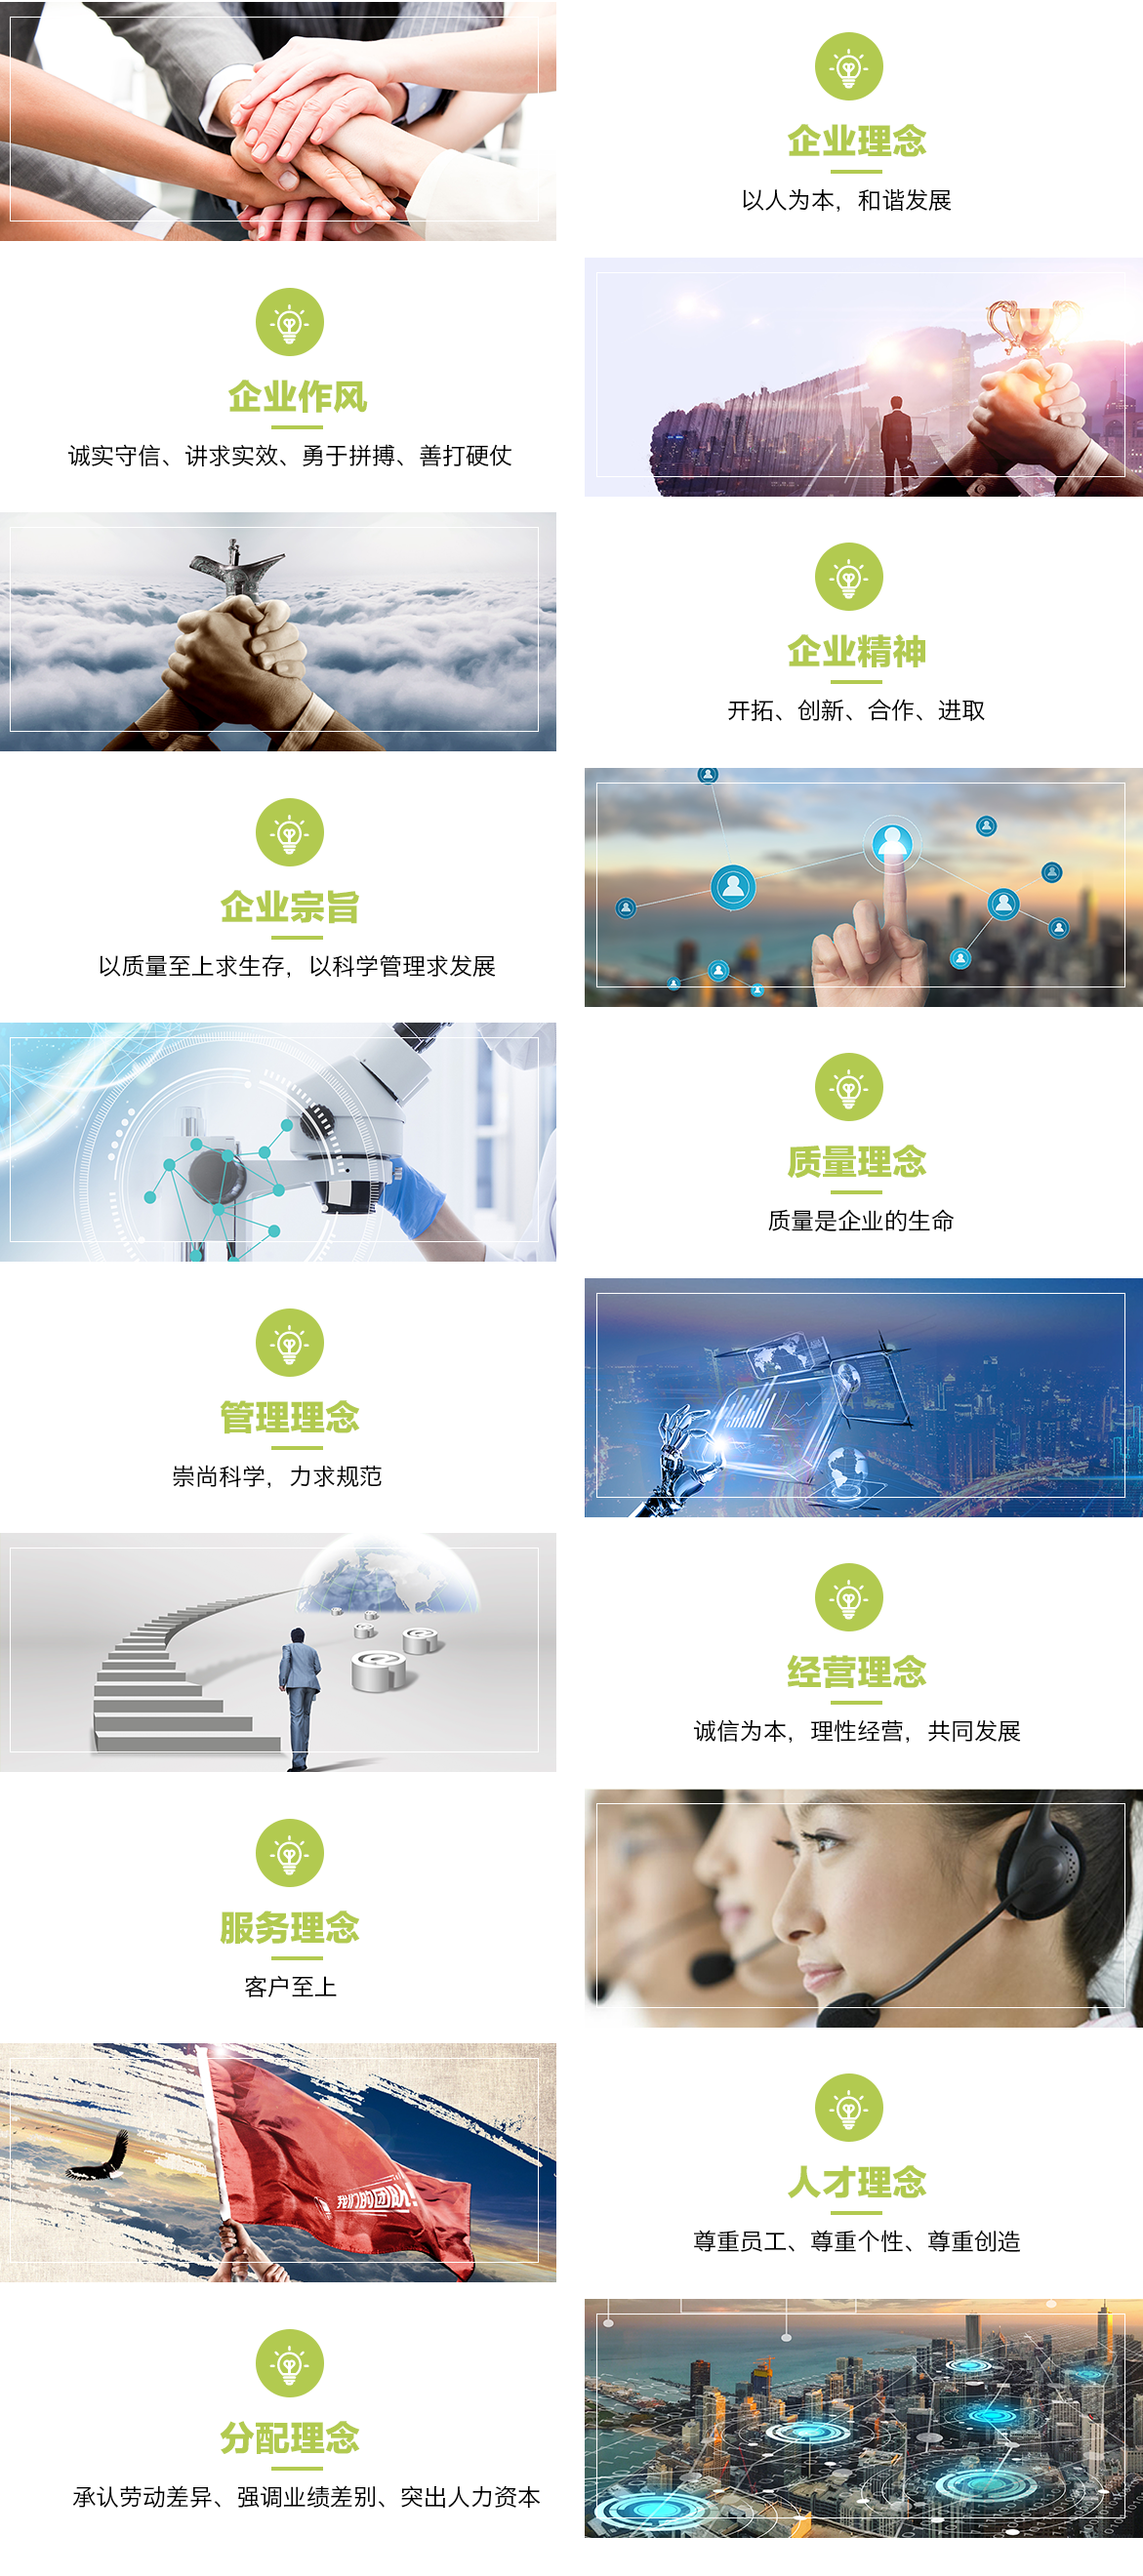 企业理念
以人为本，和谐发展
企业作风
诚实守信、讲求实效、勇于拼搏、善打硬仗
企业精神
开拓、创新、合作、进取
企业宗旨
以质量至上求生存，以科学管理求发展
质量理念
质量是企业的生命
管理理念
崇尚科学，力求规范
经营理念
诚信为本，理性经营，共同发展
服务理念
客户至上
我们的团队!
人才理念
尊重员工、尊重个性、尊重创造
分配理念
承认劳动差异、强调业绩差别、突出人力资本